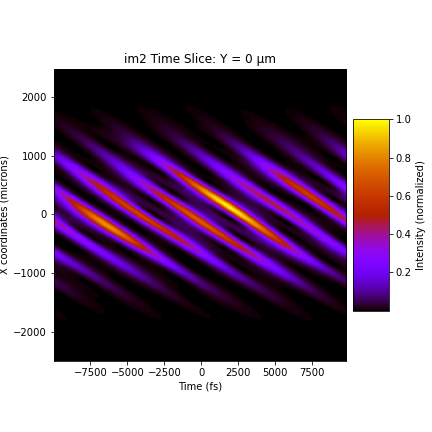 im2 Time Slice: Y = 0 µm
X coordinates (microns)
2000
1000
0
−1000
−2000
−7500 −5000 −2500 0 2500 5000 7500
Time (fs)
1.0
0.8
0.6
0.4
0.2
Intensity (normalized)